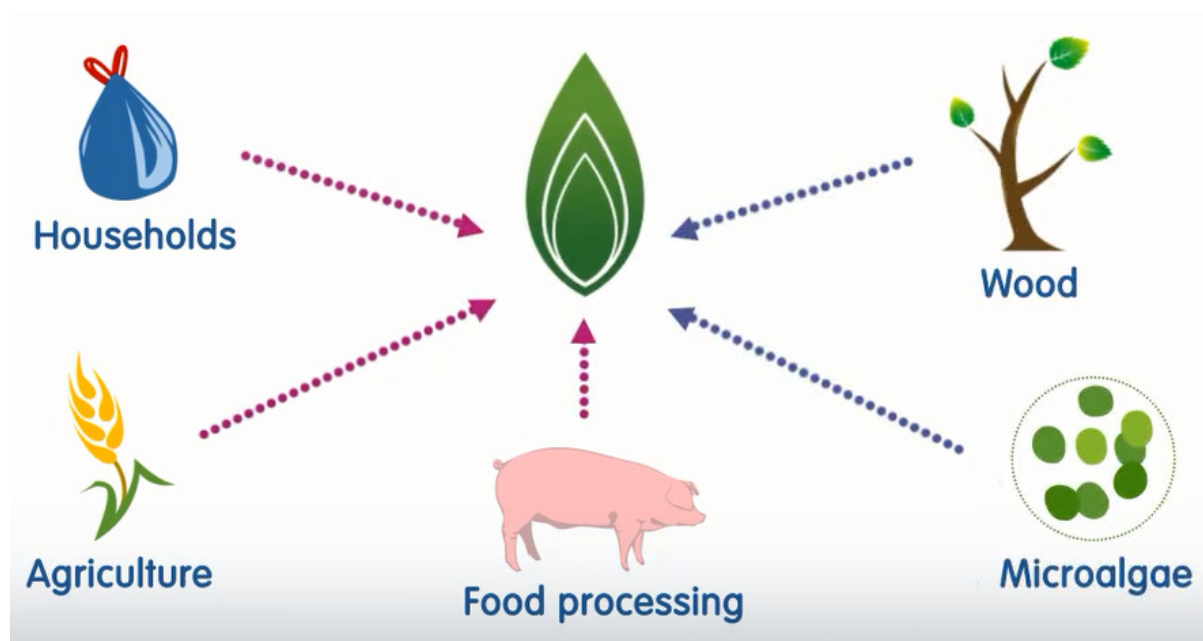 Households
Wood
Agriculture
Food processing
Microalgae